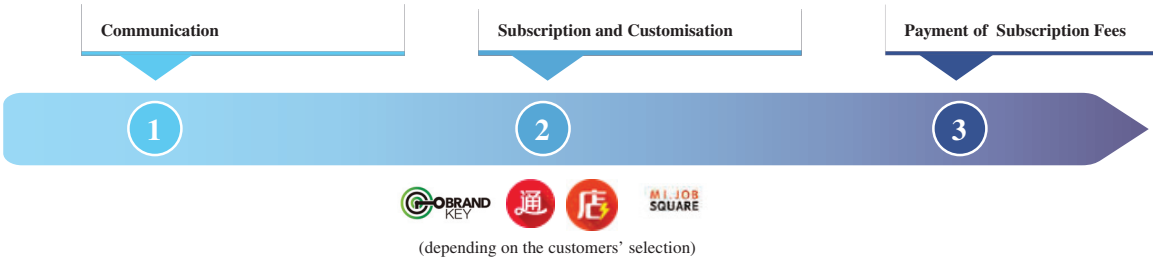 Communication
Subscription and Customisation
Payment of Subscription Fees
1
2
3
OBRAND
KEY
通
店
MI.JOB
SQUARE
(depending on the customers’ selection)